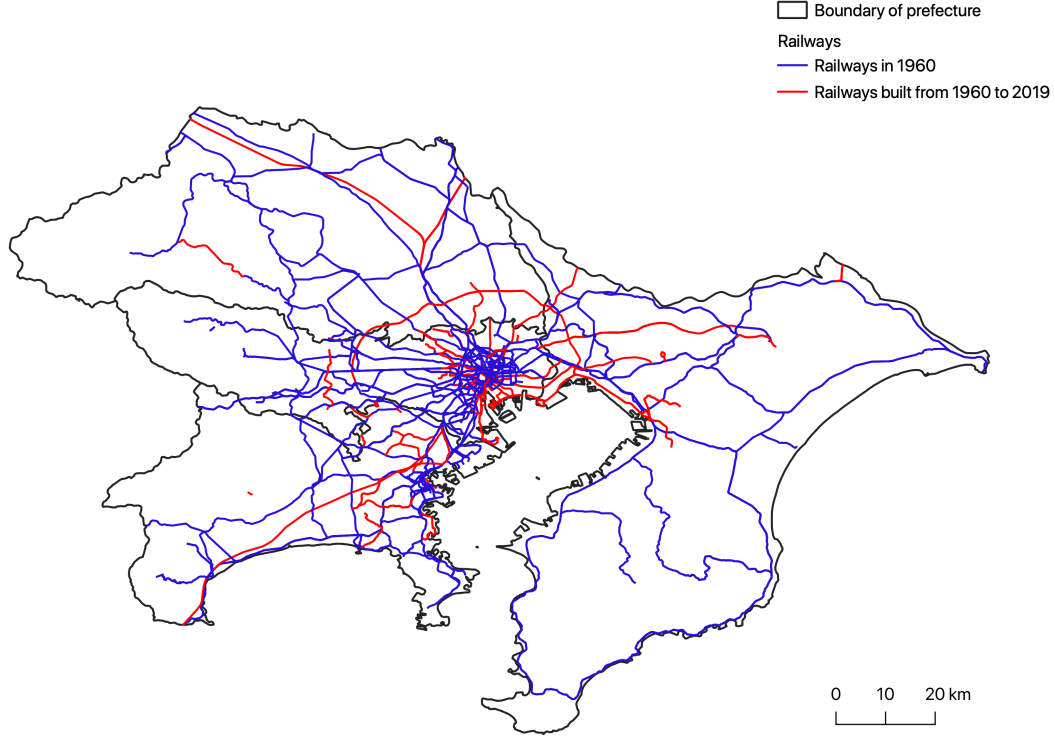 Boundary of prefecture
Railways
Railways in 1960
Railways built from 1960 to 2019
0 10 20 km